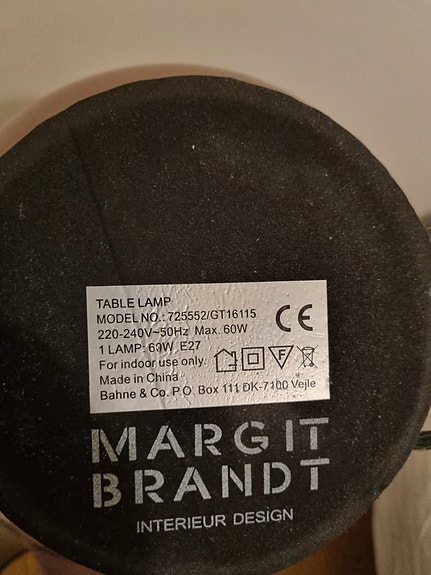 TABLE LAMP
MODEL NO.: 725552/GT16115
220-240V~50Hz Max. 60W
1 LAMP: 60W E27
For indoor use only.
Made in China
Bahne & Co. P.O. Box 111 DK-7100 Vejle
CE
F
MARGIT
BRANDT
INTERIEUR DESIGN